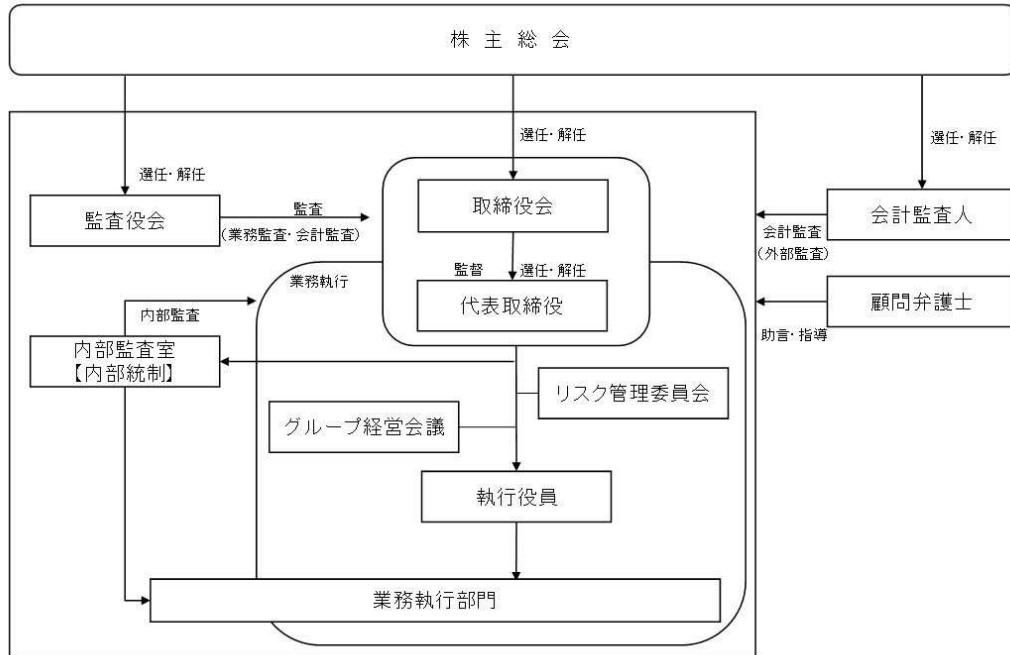 株主総会
選任・解任
選任・解任
選任・解任
監査役会
監査
(業務監査・会計監査)
取締役会
会計監査人
会計監査
(外部監査)
監督
選任・解任
業務執行
代表取締役
顧問弁護士
助言・指導
内部監査
内部監査室
【内部統制】
リスク管理委員会
グループ経営会議
執行役員
業務執行部門